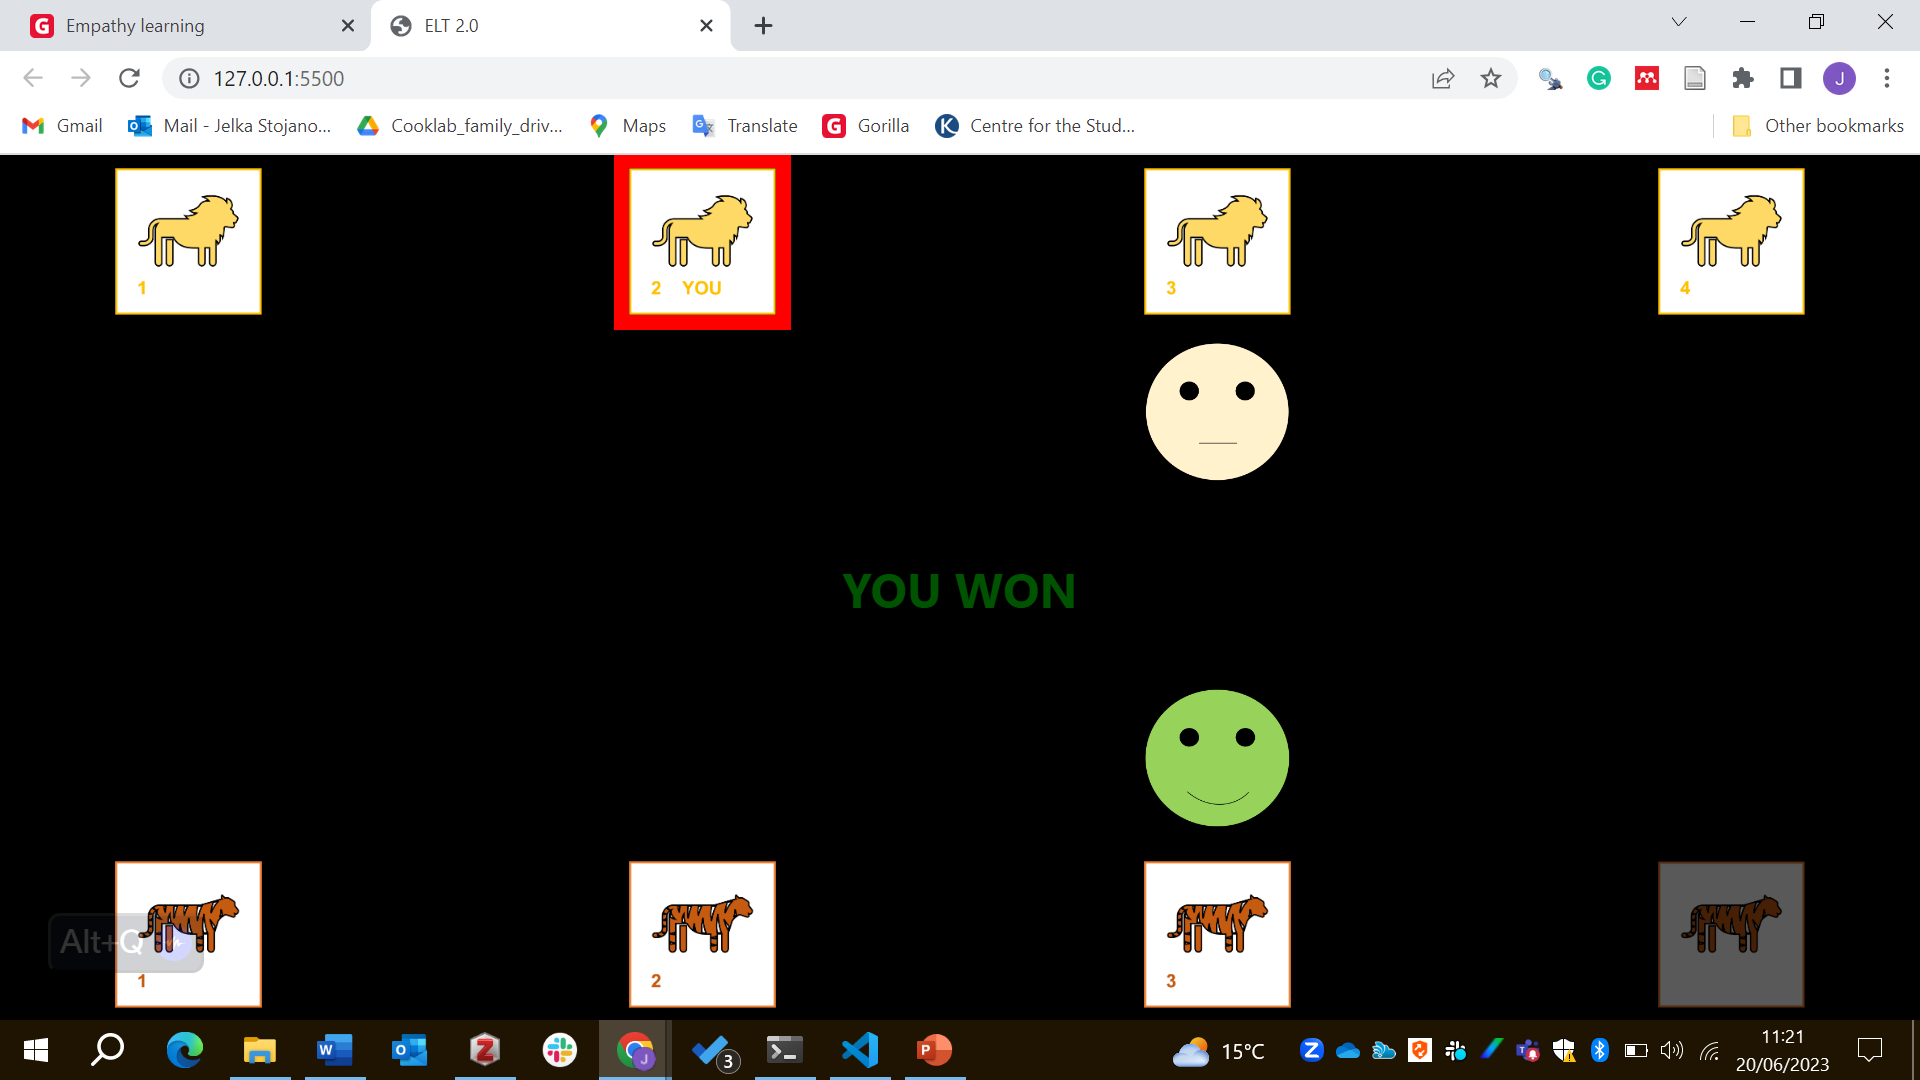 Empathy learning
ELT 2.0
127.0.0.1:5500
J
Gmail
Mail - Jelka Stojano...
Cooklab_family_driv...
Maps
Translate
Gorilla
Centre for the Stud...
Other bookmarks
1
2 YOU
3
4
YOU WON
Alt+Q
1
2
3
3
15°C
11:21
20/06/2023